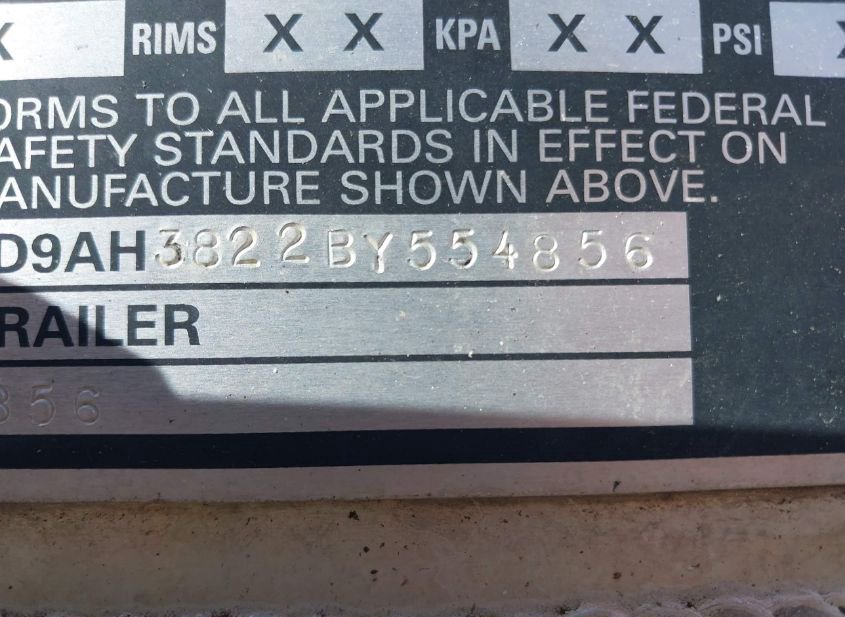 X RIMS X X KPA X X PSI
ORMS TO ALL APPLICABLE FEDERAL
AFETY STANDARDS IN EFFECT ON
ANUFACTURE SHOWN ABOVE.
D9AH3822BY554856
RAILER
856